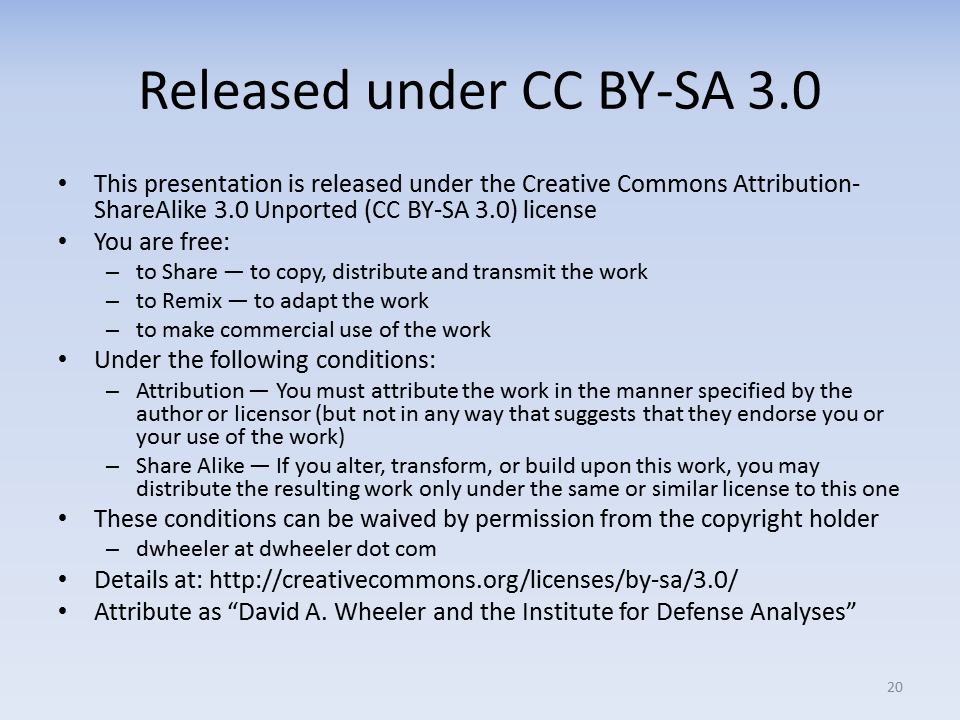 Released under CC BY-SA 3.0
• This presentation is released under the Creative Commons Attribution-
ShareAlike 3.0 Unported (CC BY-SA 3.0) license
• You are free:
– to Share — to copy, distribute and transmit the work
– to Remix — to adapt the work
– to make commercial use of the work
• Under the following conditions:
– Attribution — You must attribute the work in the manner specified by the
author or licensor (but not in any way that suggests that they endorse you or
your use of the work)
– Share Alike — If you alter, transform, or build upon this work, you may
distribute the resulting work only under the same or similar license to this one
• These conditions can be waived by permission from the copyright holder
– dwheeler at dwheeler dot com
• Details at: http://creativecommons.org/licenses/by-sa/3.0/
• Attribute as “David A. Wheeler and the Institute for Defense Analyses”
20